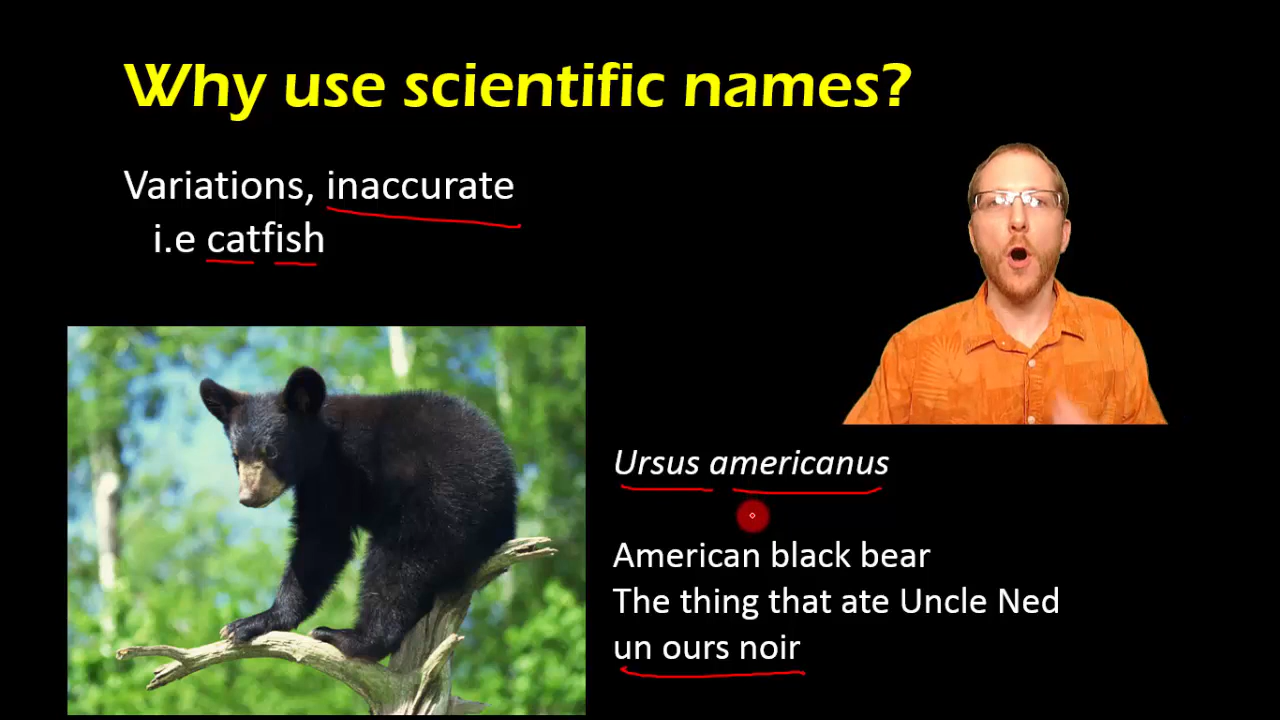 Why use scientific names?
Variations, inaccurate
i.e catfish
Ursus americanus
American black bear
The thing that ate Uncle Ned
un ours noir